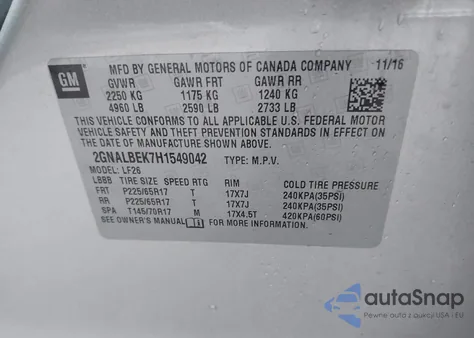 GM
MFD BY GENERAL MOTORS OF CANADA COMPANY 11/16
GVWR GAWR FRT GAWR RR
2250 KG 1175 KG 1240 KG
4960 LB 2590 LB 2733 LB
THIS VEHICLE CONFORMS TO ALL APPLICABLE U.S. FEDERAL MOTOR
VEHICLE SAFETY AND THEFT PREVENTION STANDARDS IN EFFECT ON
THE DATE OF MANUFACTURE SHOWN ABOVE.
2GNALBEK7H1549042 TYPE: M.P.V.
MODEL: LF26
LBBB TIRE SIZE SPEED RTG RIM COLD TIRE PRESSURE
FRT P225/65R17 T 17X7J 240KPA(35PSI)
RR P225/65R17 T 17X7J 240KPA(35PSI)
SPA T145/70R17 M 17X4.5T 420KPA(60PSI)
SEE OWNER'S MANUAL FOR MORE INFORMATION.
autoSnap
Pewne auta z aukcji USA i EU